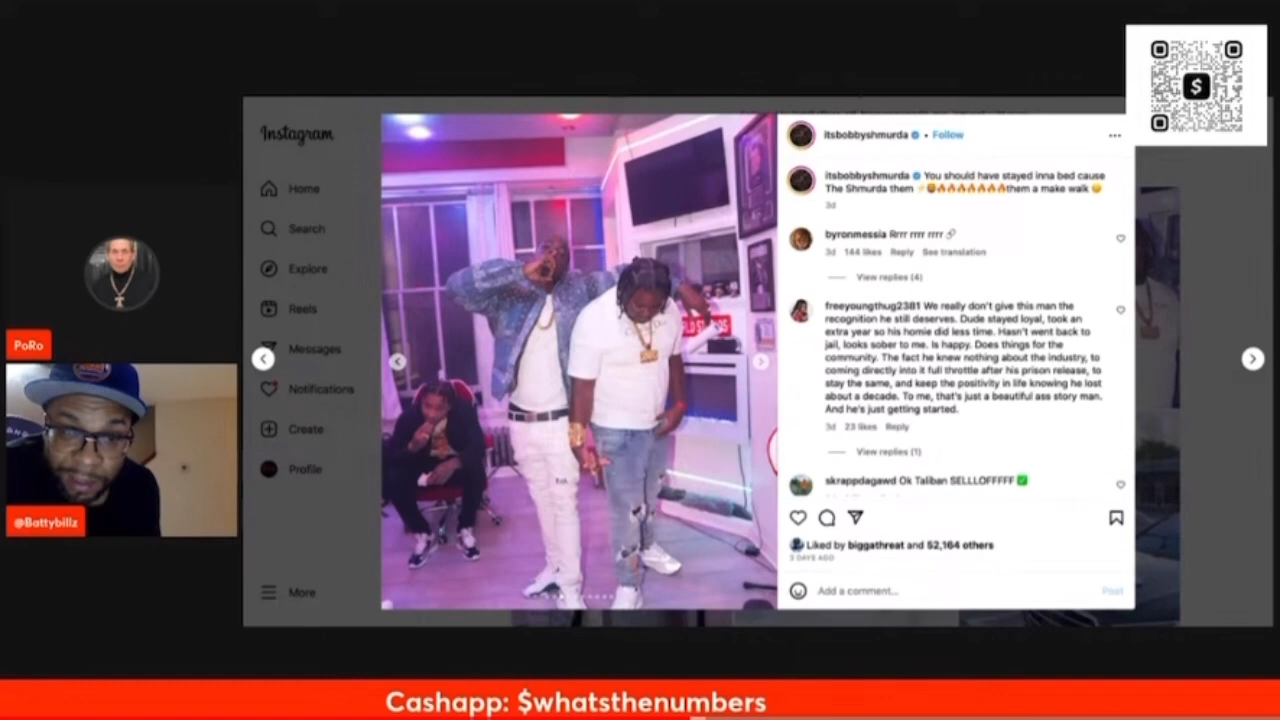 Instagram
Home
Search
Explore
Reels
Messages
Notifications
Create
Profile
More
PoRo
@Battybillz
itsbobbyshmurda • Follow
itsbobbyshmurda You should have stayed inna bed cause
The Shmurda them ⚡😆🔥🔥🔥🔥🔥🔥🔥them a make walk 😔
3d
byronmessia Rrrr rrrr rrrr 🔗
3d 144 likes Reply See translation
View replies (4)
freeyoungthug2381 We really don't give this man the
recognition he still deserves. Dude stayed loyal, took an
extra year so his homie did less time. Hasn't went back to
jail, looks sober to me. Is happy. Does things for the
community. The fact he knew nothing about the industry, to
coming directly into it full throttle after his prison release, to
stay the same, and keep the positivity in life knowing he lost
about a decade. To me, that's just a beautiful ass story man.
And he's just getting started.
3d 23 likes Reply
View replies (1)
skrappdagawd Ok Taliban SELLLOFFFFF ✅
Liked by biggathreat and 52,164 others
3 DAYS AGO
Add a comment...
Post
$
Cashapp: $whatsthenumbers